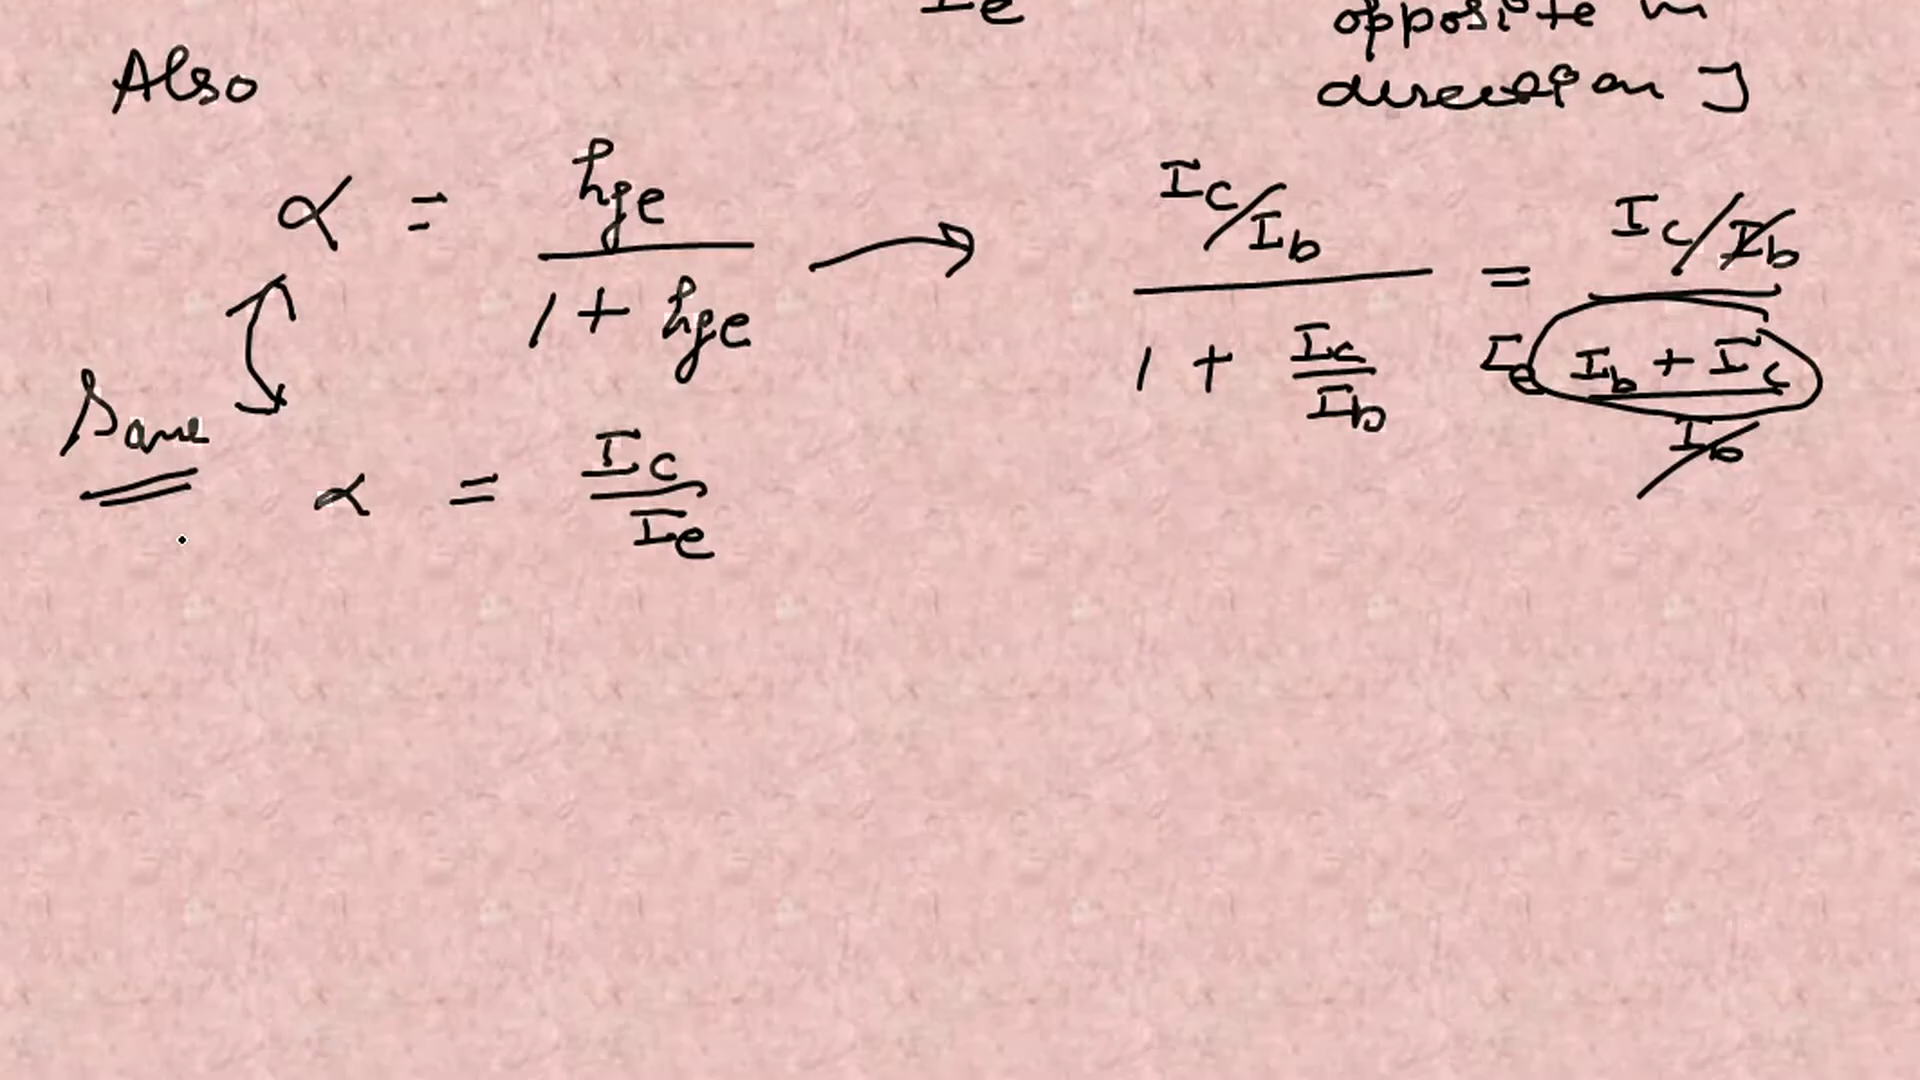 Ie
opposite in
direction ]
Also
α = hfe / 1 + hfe → Ic/Ib / 1 + Ic/Ib = Ic/Ib / Ib + Ic / Ib
Ie
Same
α = Ic / Ie